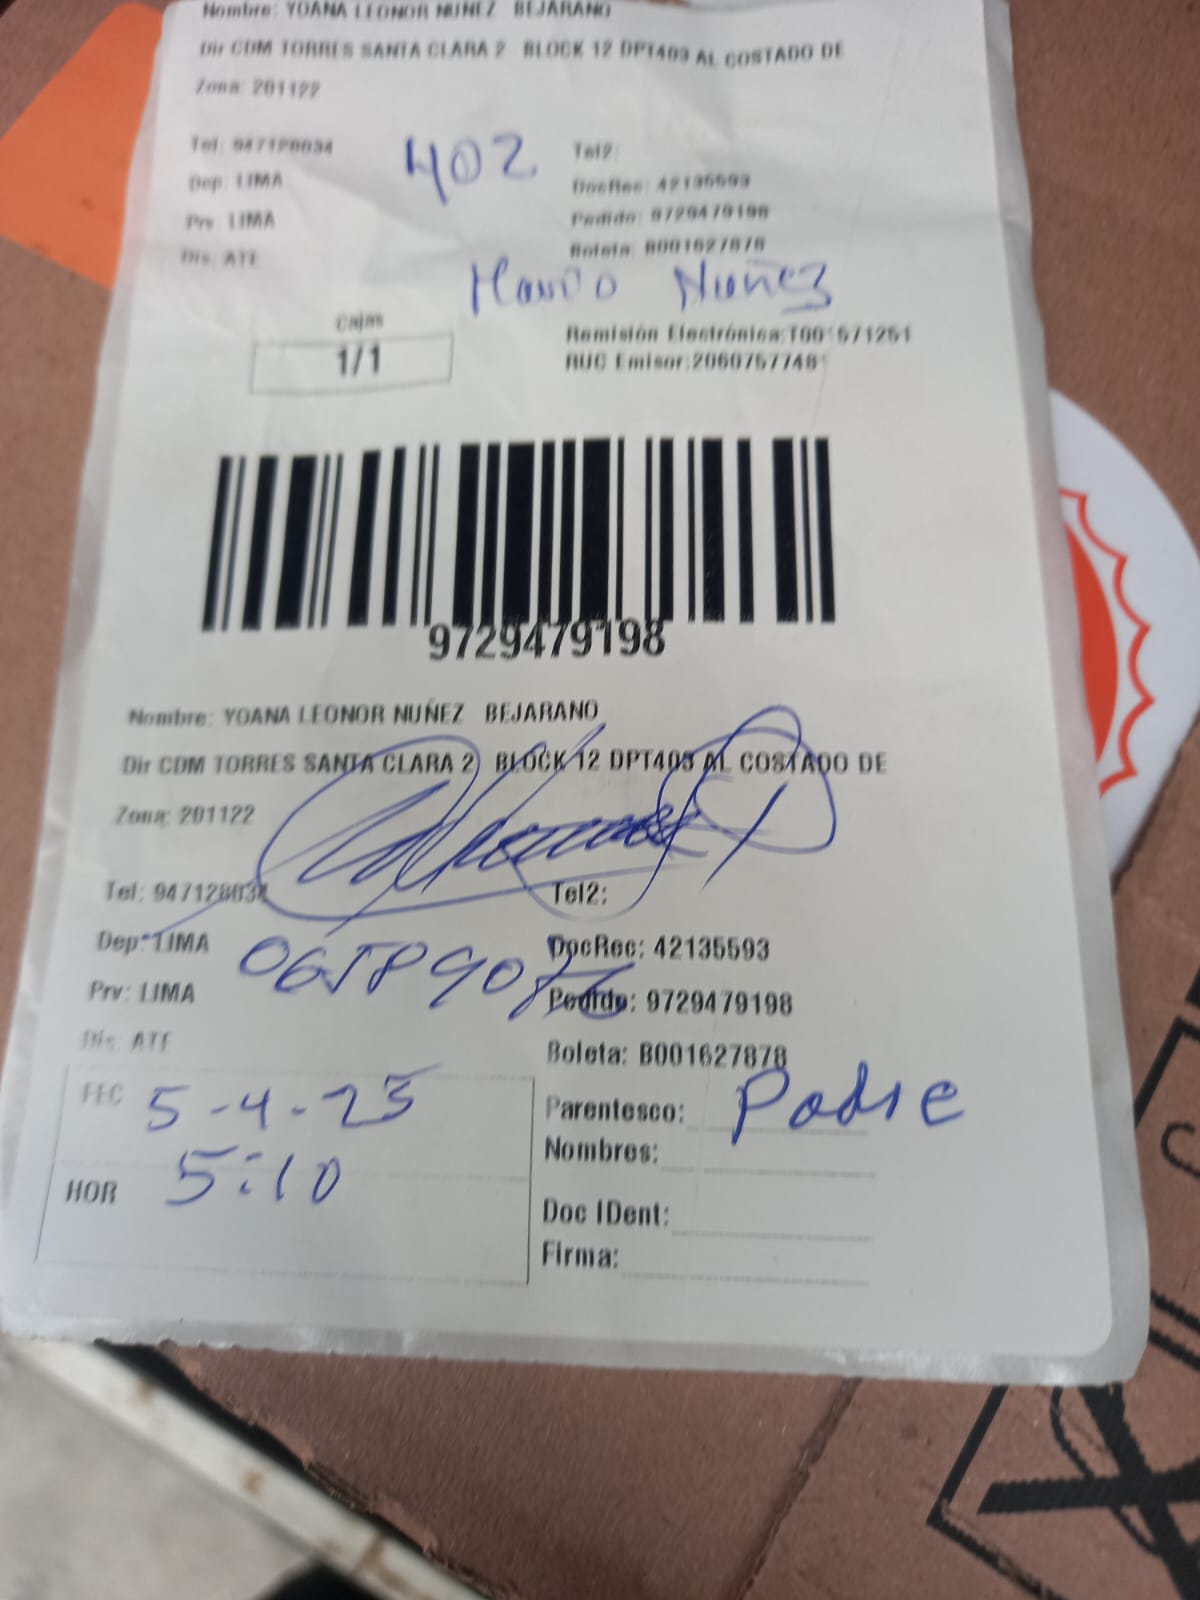 Nombre: YOANA LEONOR NUÑEZ BEJARANO
Dir CDM TORRES SANTA CLARA 2 BLOCK 12 DPT403 AL COSTADO DE
Zona: 201122
Tel: 947128034
402
Tel2:
Dep: LIMA
DocRec: 42135593
Prv: LIMA
Pedido: 9729479198
Dis: ATE
Boleta: B001627878
Nuñez
Cajas
1/1
Remisión Electrónica:T001571251
RUC Emisor:2060757748
9729479198
Nombre: YOANA LEONOR NUÑEZ BEJARANO
Dir CDM TORRES SANTA CLARA 2 BLOCK 12 DPT403 AL COSTADO DE
Zona: 201122
Tel: 947128034
Tel2:
Dep: LIMA
DocRec: 42135593
Prv: LIMA
Pedido: 9729479198
Dis: ATE
Boleta: B001627878
FEC 5-4-25
Parentesco: Padre
Nombres:
HOR 5:10
Doc IDent:
Firma: